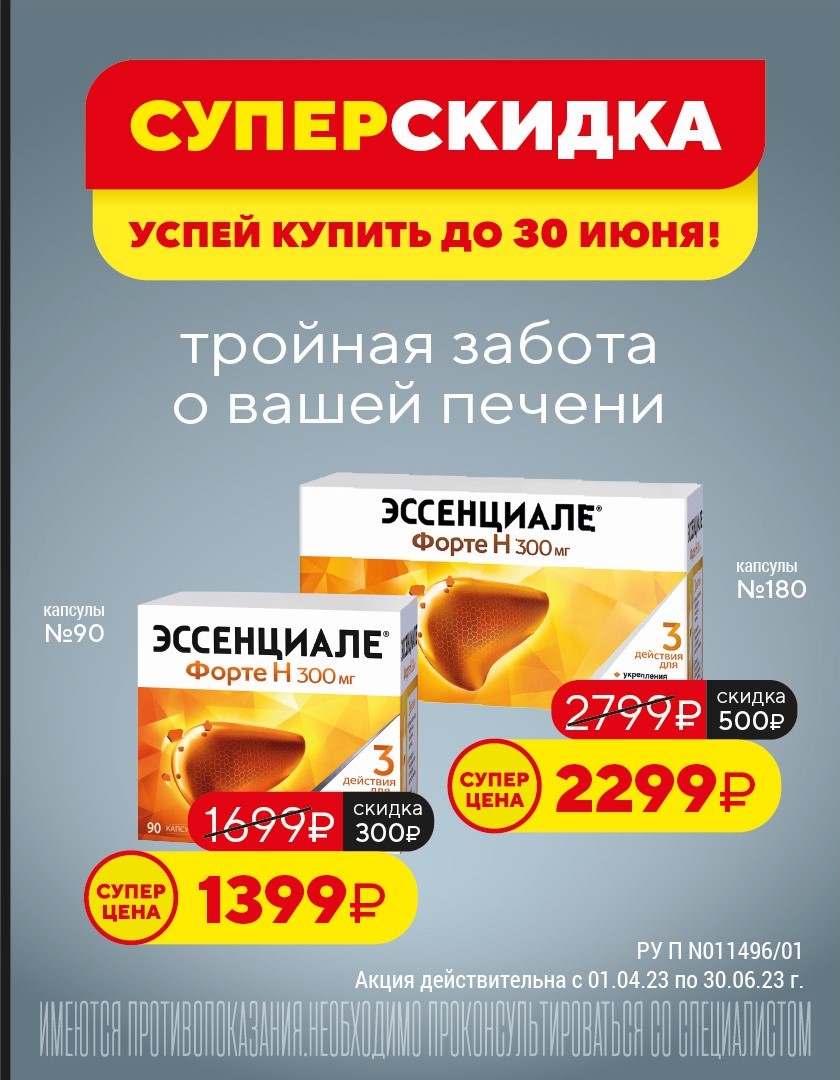 СУПЕРСКИДКА
УСПЕЙ КУПИТЬ ДО 30 ИЮНЯ!
тройная забота
о вашей печени
ЭССЕНЦИАЛЕ®
Форте Н 300 мг
капсулы
№180
3
действия
для
+ укрепления
2799₽
скидка
500₽
СУПЕР
ЦЕНА
2299₽
капсулы
№90
ЭССЕНЦИАЛЕ®
Форте Н 300 мг
3
действия
для
90
1699₽
скидка
300₽
СУПЕР
ЦЕНА
1399₽
РУ П N011496/01
Акция действительна с 01.04.23 по 30.06.23 г.
ИМЕЮТСЯ ПРОТИВОПОКАЗАНИЯ.НЕОБХОДИМО ПРОКОНСУЛЬТИРОВАТЬСЯ СО СПЕЦИАЛИСТОМ